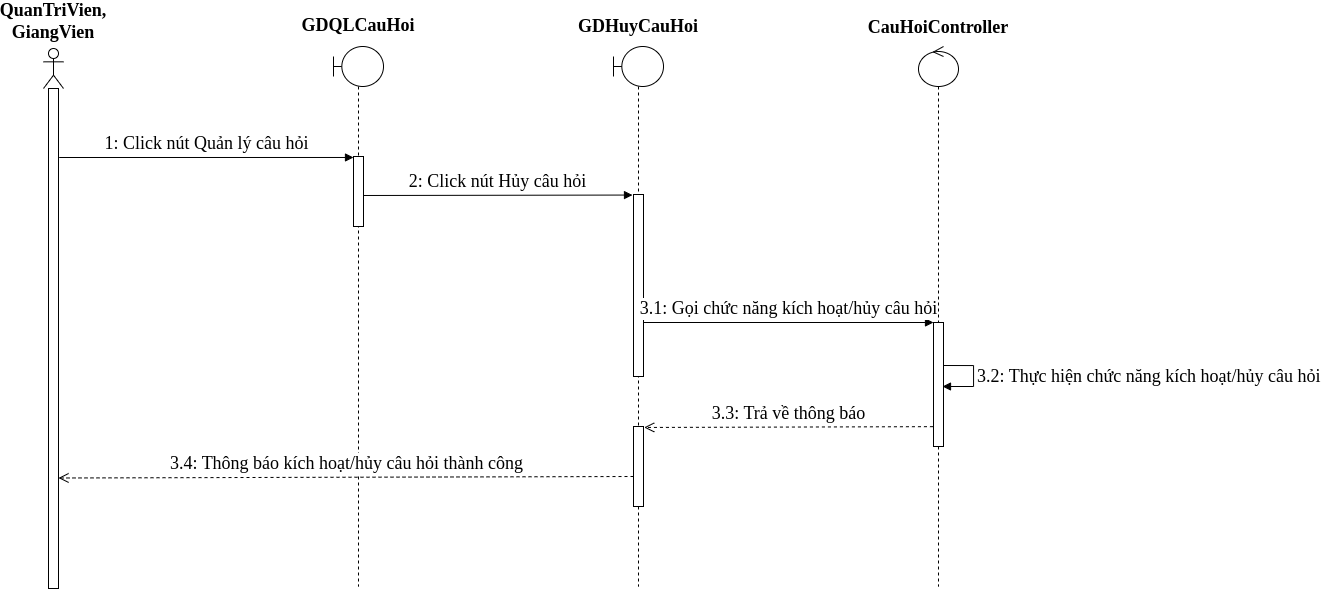 QuanTriVien,
GiangVien
GDQLCauHoi
GDHuyCauHoi
CauHoiController
1: Click nút Quản lý câu hỏi
2: Click nút Hủy câu hỏi
3.1: Gọi chức năng kích hoạt/hủy câu hỏi
3.2: Thực hiện chức năng kích hoạt/hủy câu hỏi
3.3: Trả về thông báo
3.4: Thông báo kích hoạt/hủy câu hỏi thành công